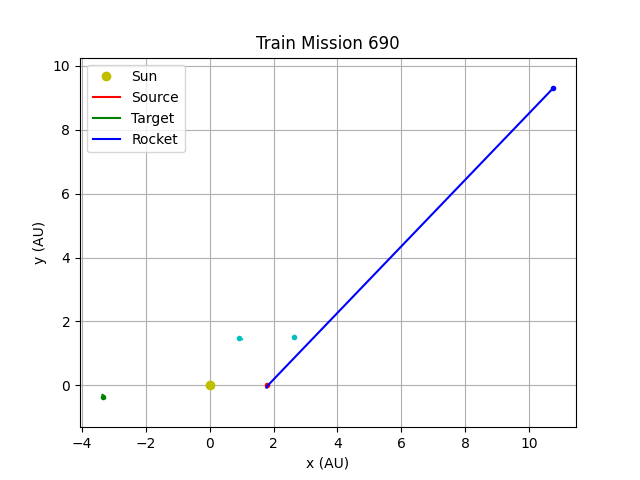 Train Mission 690
Sun
Source
Target
Rocket
10
8
6
4
2
0
y (AU)
−4 −2 0 2 4 6 8 10
x (AU)